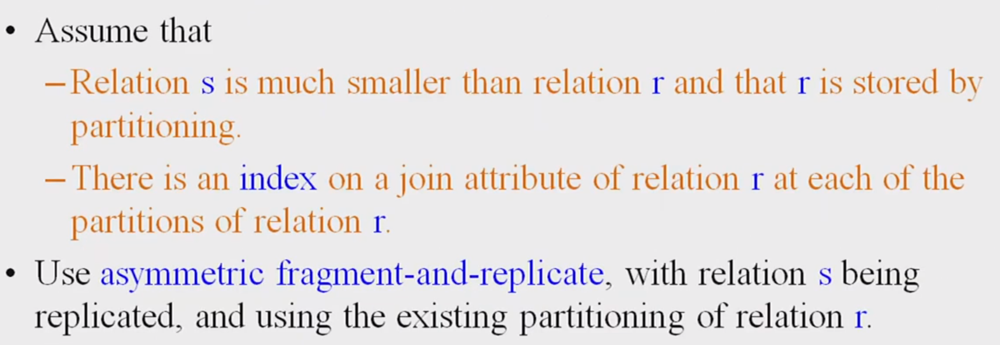 • Assume that
– Relation s is much smaller than relation r and that r is stored by
partitioning.
– There is an index on a join attribute of relation r at each of the
partitions of relation r.
• Use asymmetric fragment-and-replicate, with relation s being
replicated, and using the existing partitioning of relation r.